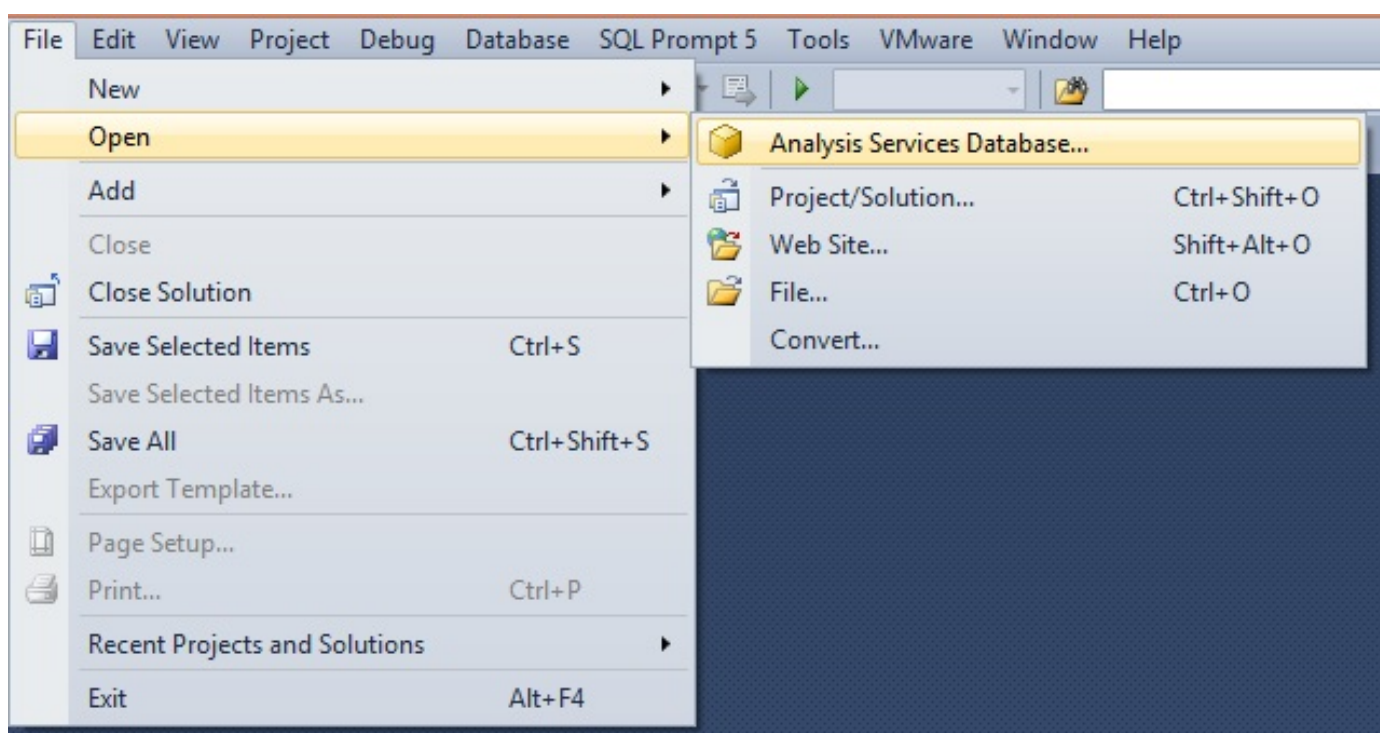 File Edit View Project Debug Database SQL Prompt 5 Tools VMware Window Help
New
Open
Add
Close
Close Solution
Save Selected Items Ctrl+S
Save Selected Items As...
Save All Ctrl+Shift+S
Export Template...
Page Setup...
Print... Ctrl+P
Recent Projects and Solutions
Exit Alt+F4
Analysis Services Database...
Project/Solution... Ctrl+Shift+O
Web Site... Shift+Alt+O
File... Ctrl+O
Convert...